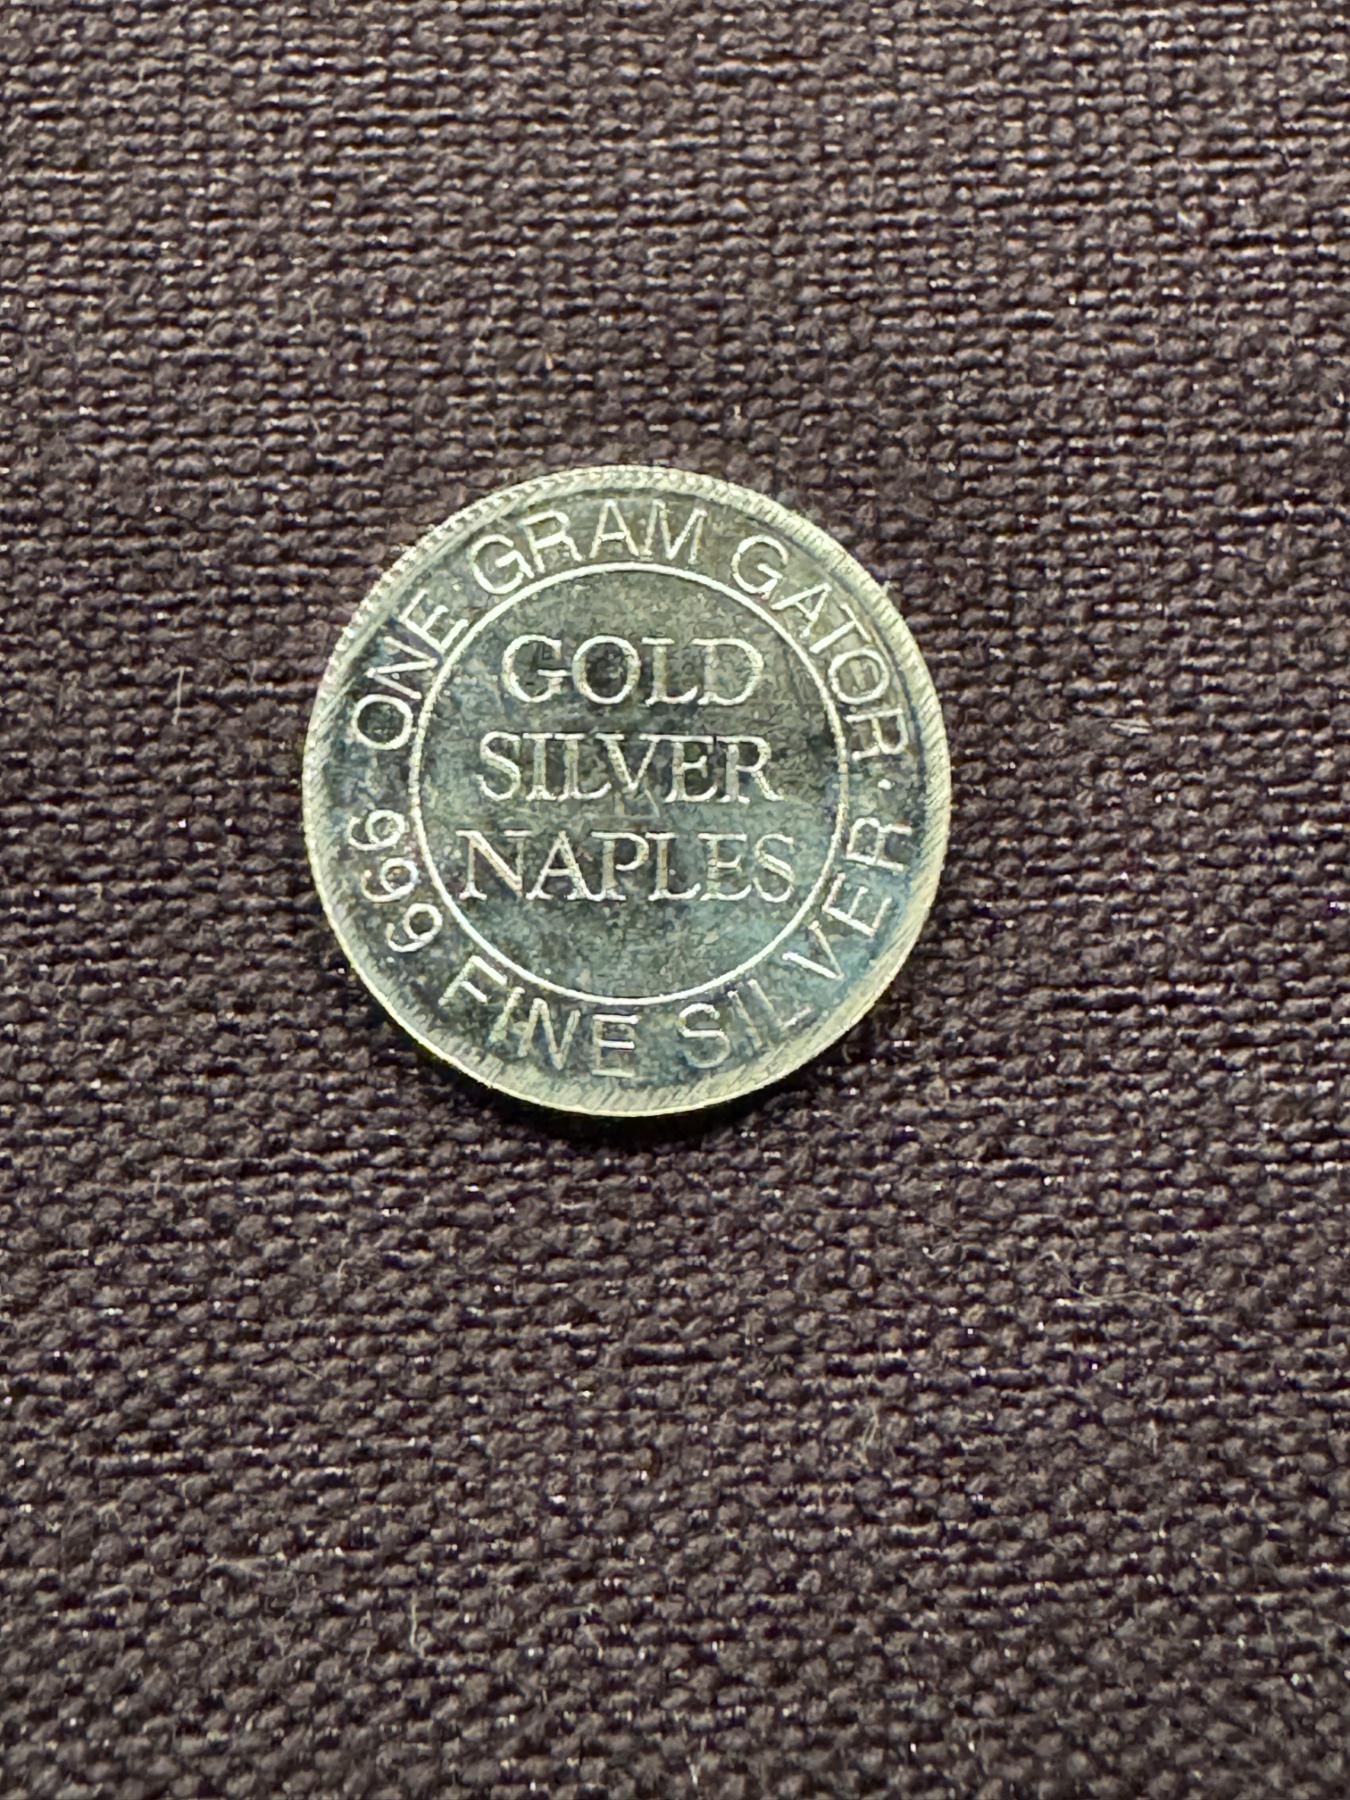 ONE GRAM GATOR ·
GOLD
SILVER
NAPLES
999 FINE SILVER